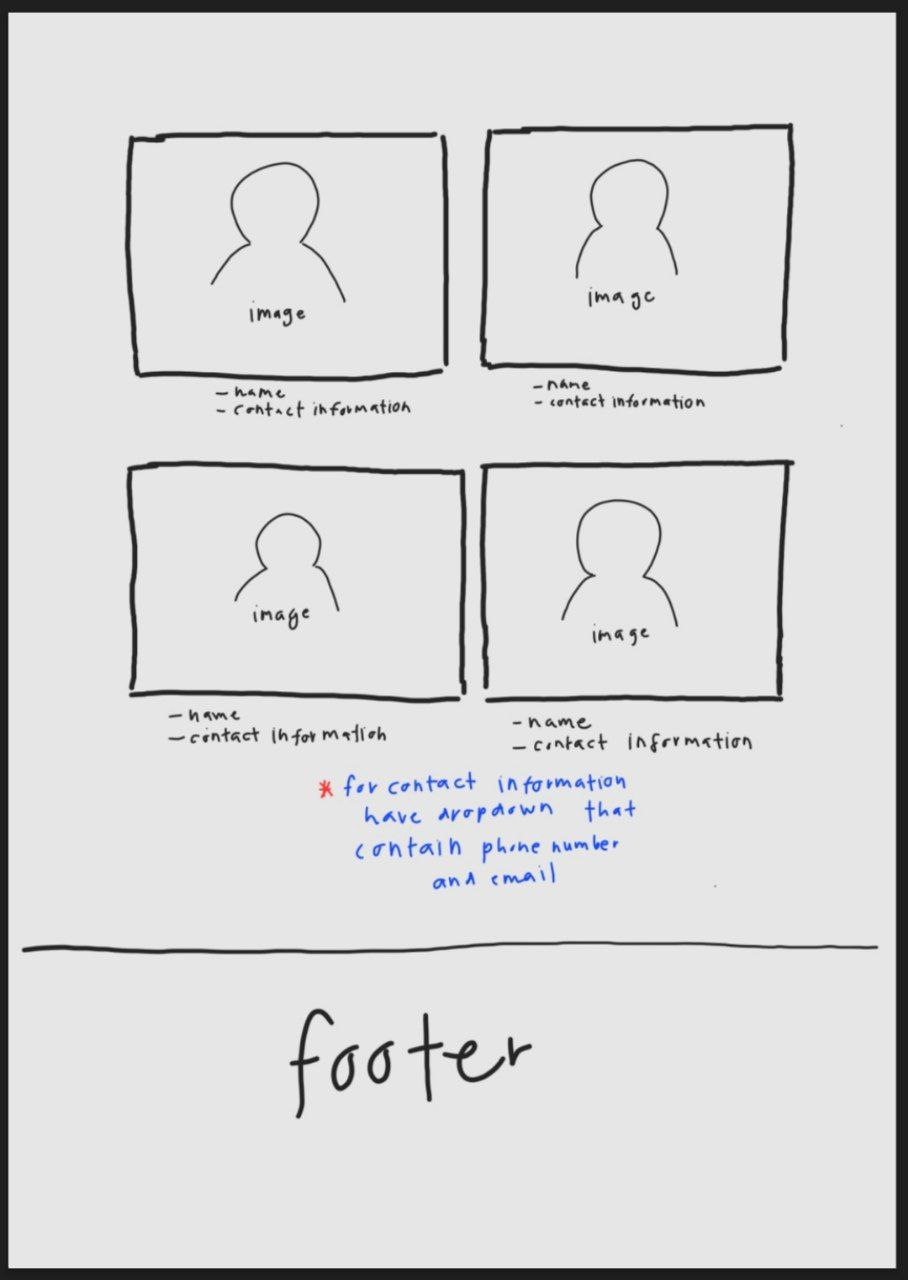 image
image
- name
- contact information
- name
- contact information
image
image
- name
- contact information
- name
- contact information
* for contact information
have dropdown that
contain phone number
and email
footer